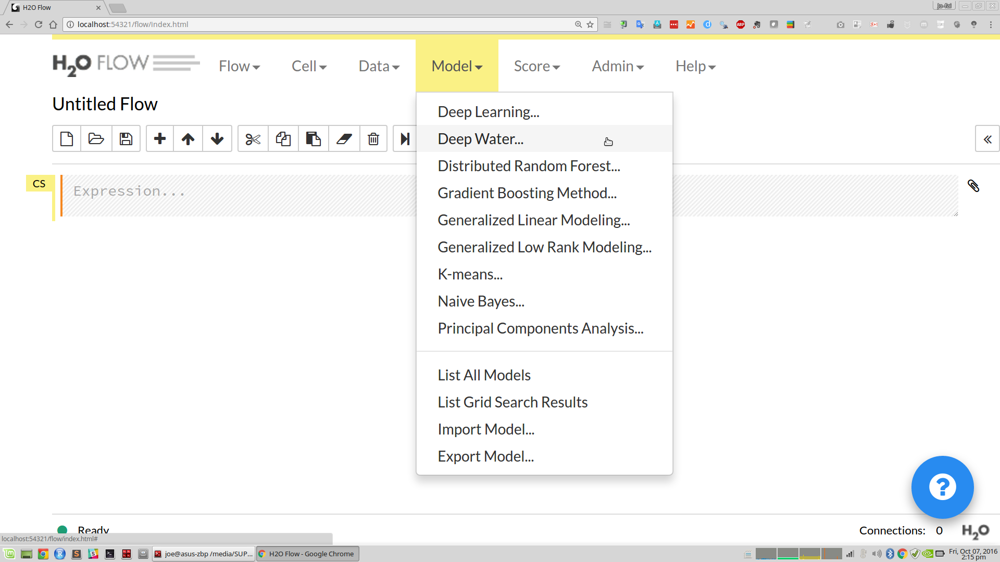 H2O Flow
Jo-fai
localhost:54321/flow/index.html
ABP
H2O FLOW
Flow
Cell
Data
Model
Score
Admin
Help
Untitled Flow
Deep Learning...
Deep Water...
Distributed Random Forest...
Gradient Boosting Method...
Generalized Linear Modeling...
Generalized Low Rank Modeling...
K-means...
Naive Bayes...
Principal Components Analysis...
List All Models
List Grid Search Results
Import Model...
Export Model...
CS
Expression...
Ready
Connections: 0
H2O
localhost:54321/flow/index.html#
joe@asus-zbp /media/SUP...
H2O Flow - Google Chrome
Fri, Oct 07, 2016
2:15 pm